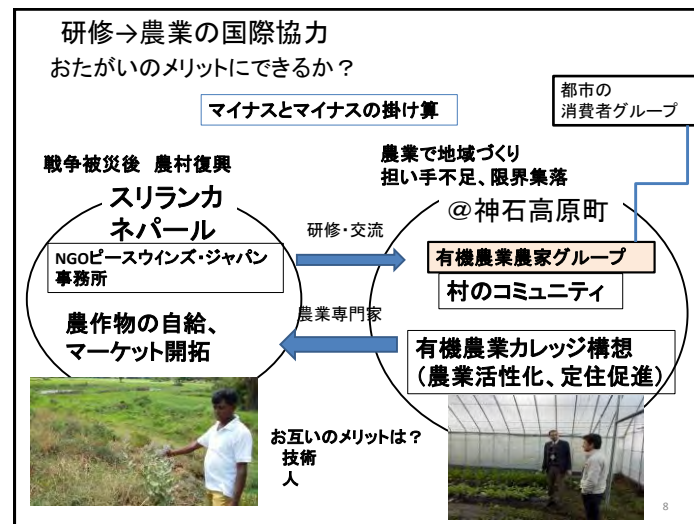 研修→農業の国際協力
おたがいのメリットにできるか？
マイナスとマイナスの掛け算
都市の
消費者グループ
戦争被災後 農村復興
スリランカ
ネパール
NGOピースウインズ・ジャパン
事務所
農作物の自給、
マーケット開拓
研修・交流
農業専門家
農業で地域づくり
担い手不足、限界集落
＠神石高原町
有機農業農家グループ
村のコミュニティ
有機農業カレッジ構想
（農業活性化、定住促進）
お互いのメリットは？
技術
人
8